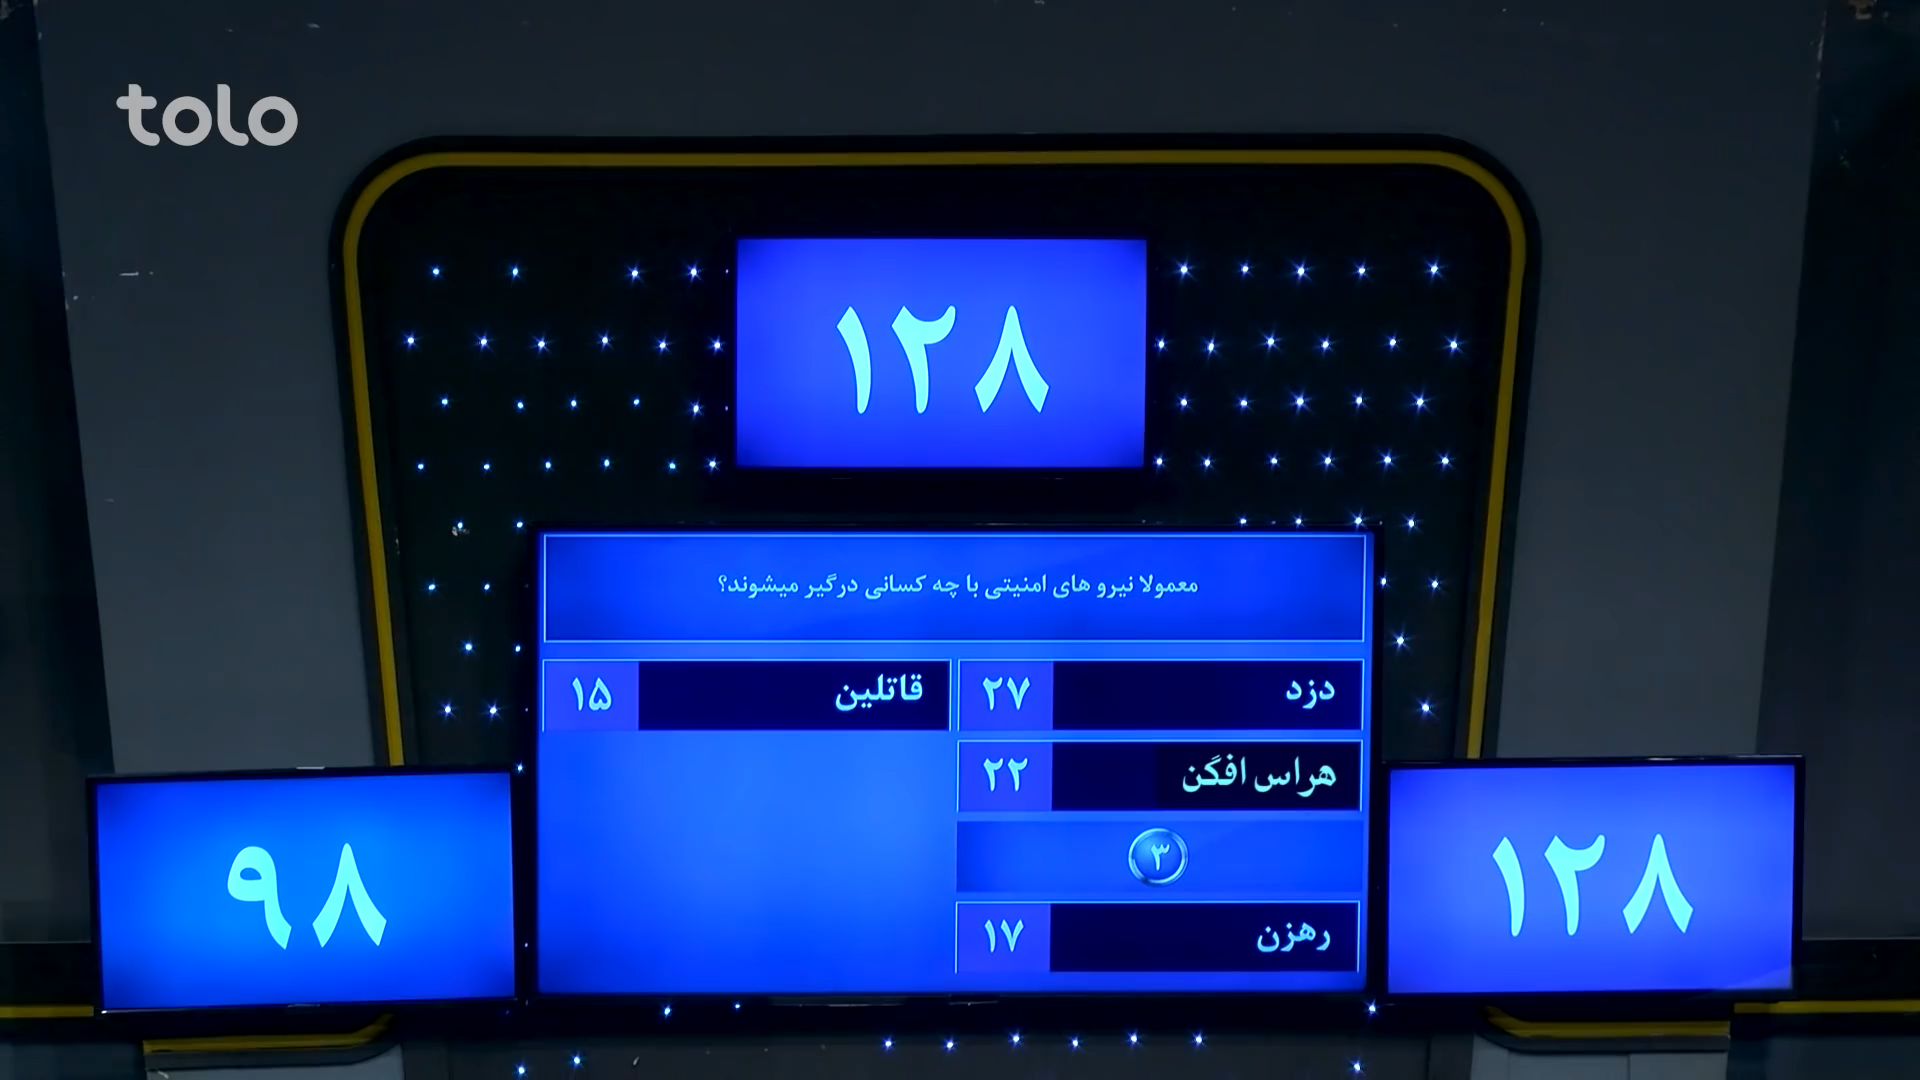 tolo
۱۲۸
معمولا نیرو های امنیتی با چه کسانی درگیر میشوند؟
دزد ۲۷
هراس افگن ۲۲
۳
رهزن ۱۷
قاتلین ۱۵
۹۸
۱۲۸